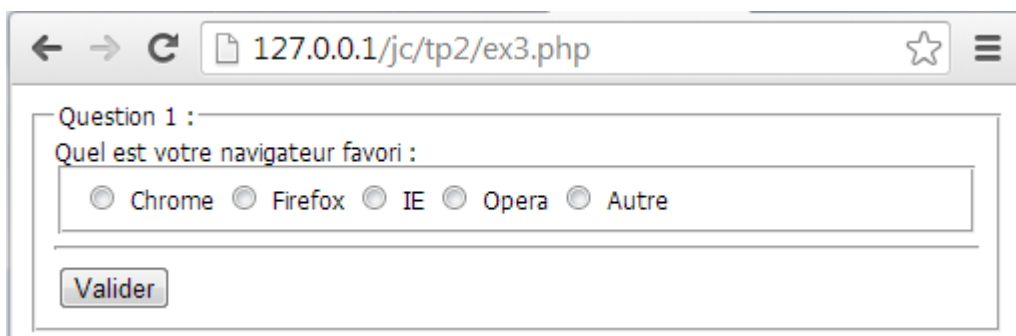 127.0.0.1/jc/tp2/ex3.php
Question 1 :
Quel est votre navigateur favori :
Chrome Firefox IE Opera Autre
Valider